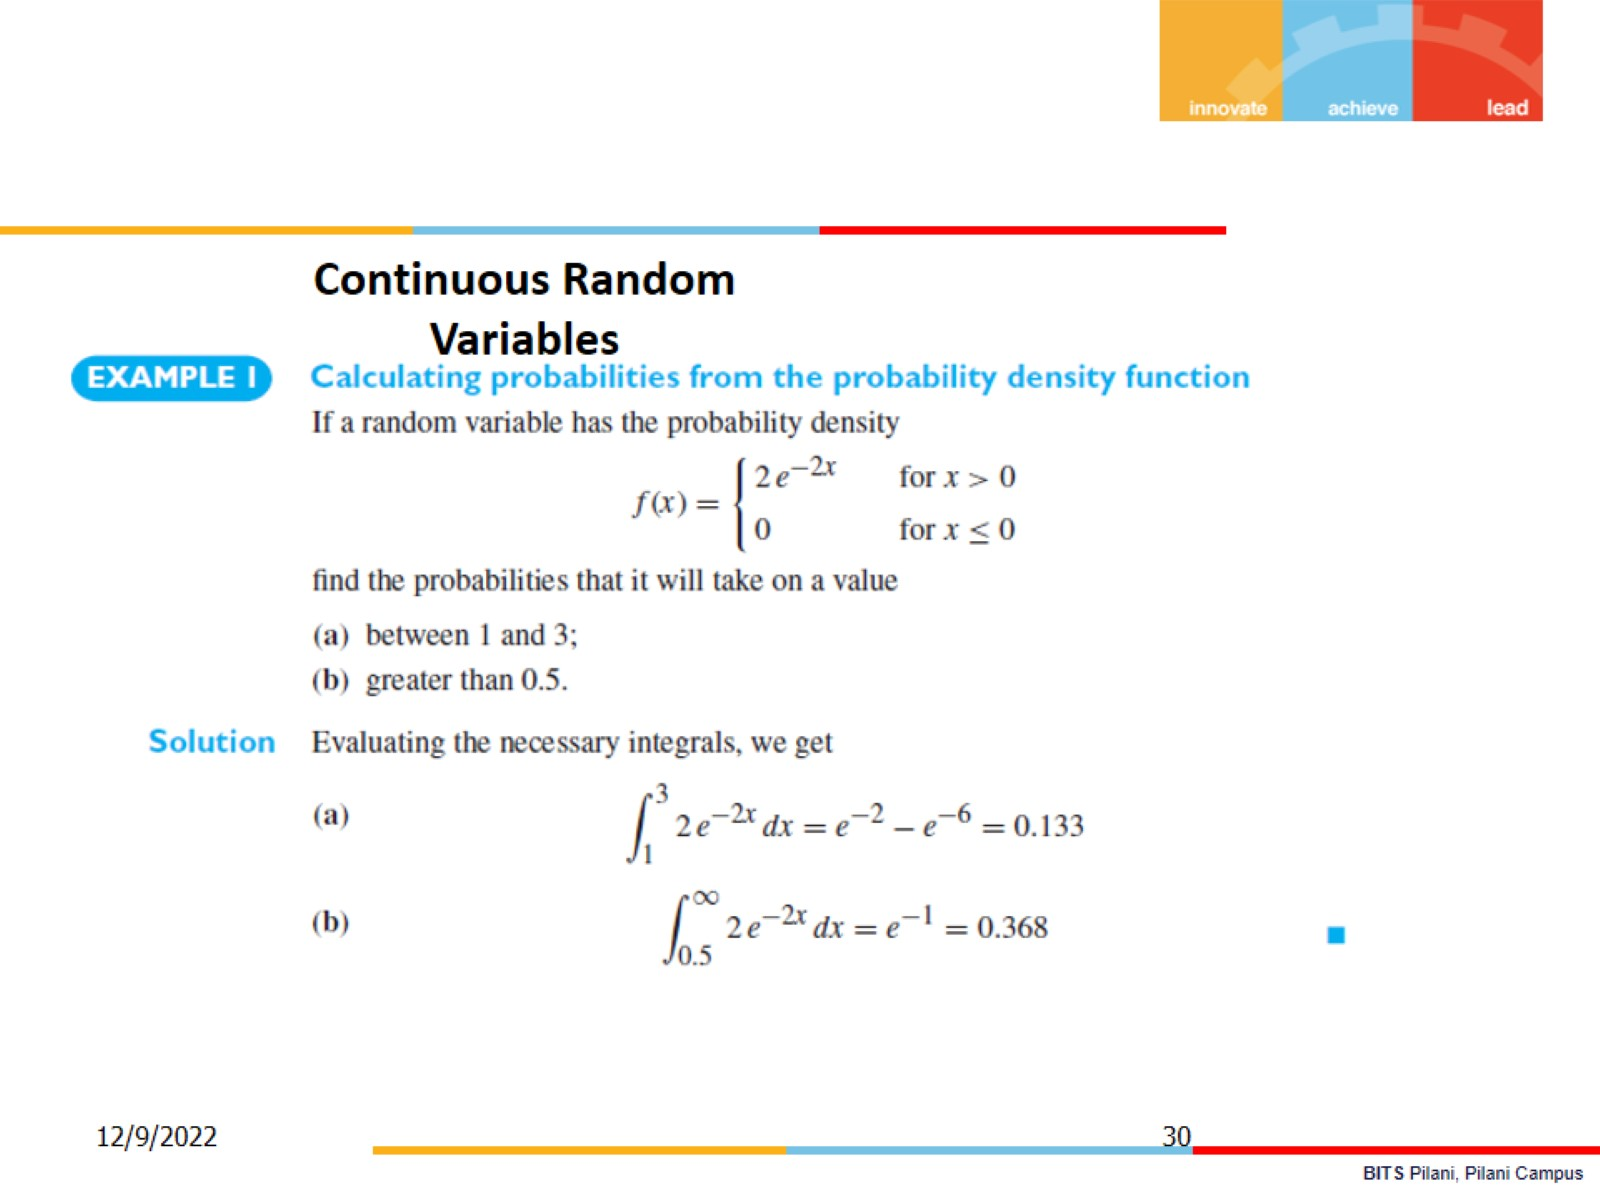 innovate achieve lead
Continuous Random
Variables
EXAMPLE 1 Calculating probabilities from the probability density function
If a random variable has the probability density
f(x) = { 2e^{−2x} for x > 0
0 for x ≤ 0
find the probabilities that it will take on a value
(a) between 1 and 3;
(b) greater than 0.5.
Solution Evaluating the necessary integrals, we get
(a) ∫_1^3 2e^{−2x} dx = e^{−2} − e^{−6} = 0.133
(b) ∫_{0.5}^∞ 2e^{−2x} dx = e^{−1} = 0.368
12/9/2022 30
BITS Pilani, Pilani Campus